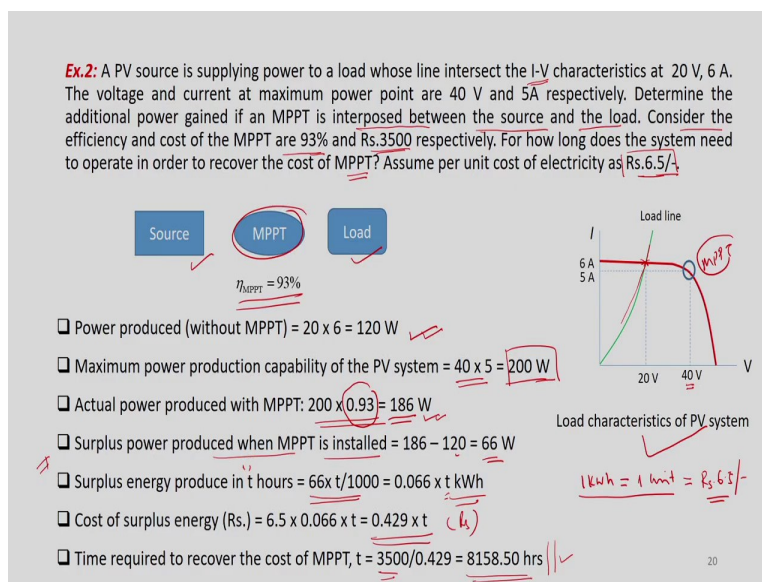 Ex.2: A PV source is supplying power to a load whose line intersect the I-V characteristics at 20 V, 6 A.
The voltage and current at maximum power point are 40 V and 5A respectively. Determine the
additional power gained if an MPPT is interposed between the source and the load. Consider the
efficiency and cost of the MPPT are 93% and Rs.3500 respectively. For how long does the system need
to operate in order to recover the cost of MPPT? Assume per unit cost of electricity as Rs.6.5/-.
Source
MPPT
Load
ηMPPT = 93%
Load line
I
6 A
5 A
MPPT
20 V
40 V
V
Load characteristics of PV system
1 kWh = 1 unit = Rs.6.5/-
❑ Power produced (without MPPT) = 20 x 6 = 120 W
❑ Maximum power production capability of the PV system = 40 x 5 = 200 W
❑ Actual power produced with MPPT: 200 x 0.93 = 186 W
❑ Surplus power produced when MPPT is installed = 186 – 120 = 66 W
❑ Surplus energy produce in t hours = 66x t/1000 = 0.066 x t kWh
❑ Cost of surplus energy (Rs.) = 6.5 x 0.066 x t = 0.429 x t (Rs)
❑ Time required to recover the cost of MPPT, t = 3500/0.429 = 8158.50 hrs
20